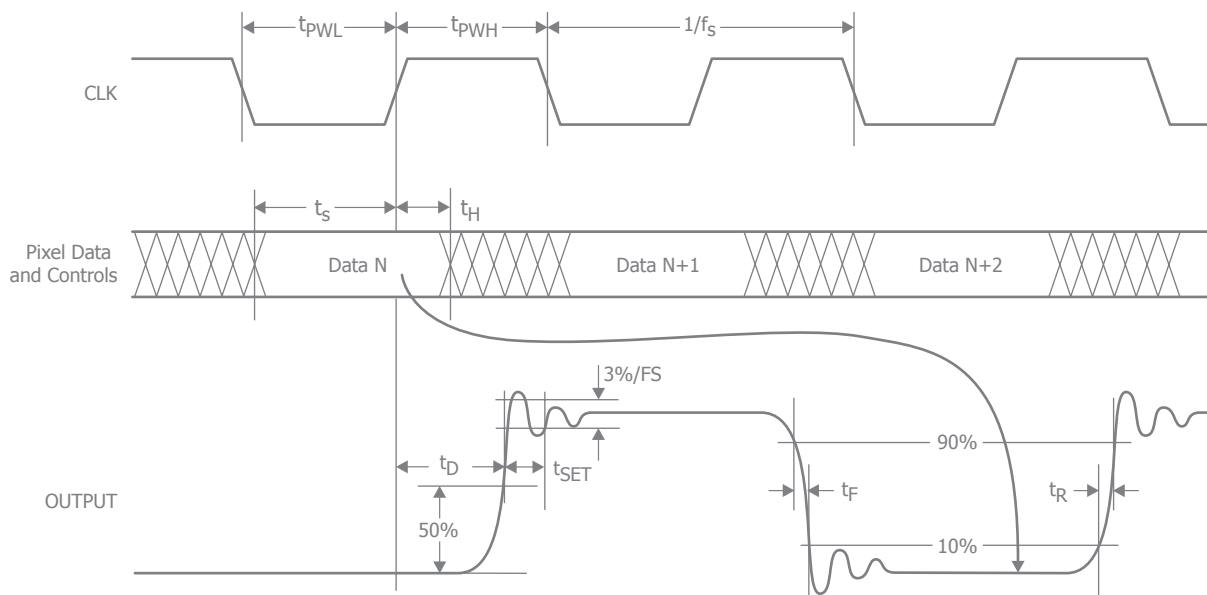 tPWL
tPWH
1/fs
CLK
ts
tH
Pixel Data
and Controls
Data N
Data N+1
Data N+2
3%/FS
90%
tD
tSET
tF
tR
OUTPUT
50%
10%